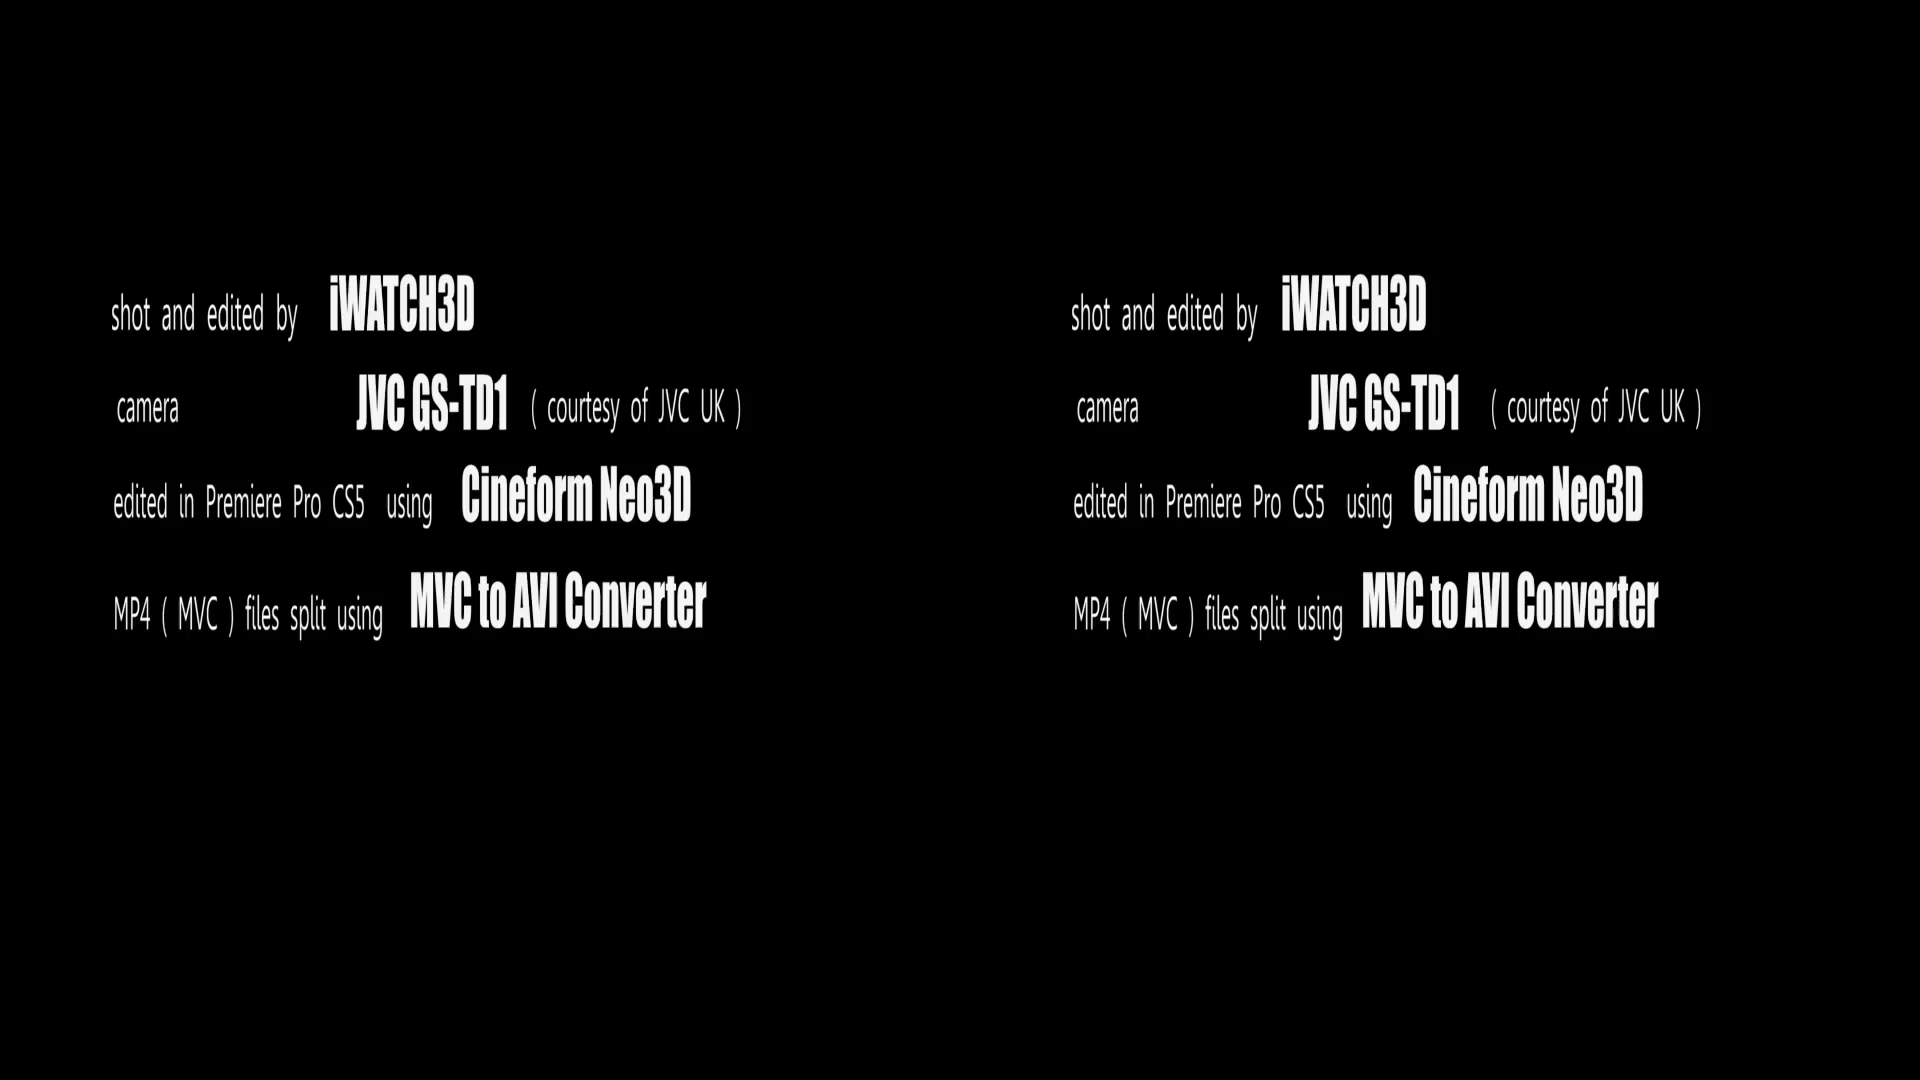 shot and edited by iWATCH3D
camera JVC GS-TD1 ( courtesy of JVC UK )
edited in Premiere Pro CS5 using Cineform Neo3D
MP4 ( MVC ) files split using MVC to AVI Converter
shot and edited by iWATCH3D
camera JVC GS-TD1 ( courtesy of JVC UK )
edited in Premiere Pro CS5 using Cineform Neo3D
MP4 ( MVC ) files split using MVC to AVI Converter